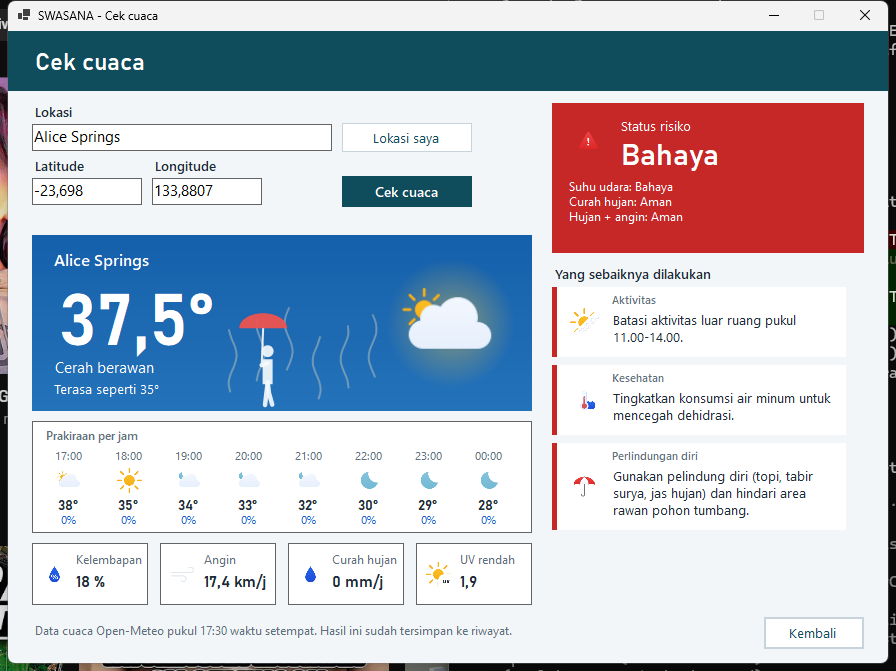 SWASANA - Cek cuaca
Cek cuaca
Lokasi
Alice Springs
Lokasi saya
Latitude
Longitude
-23,698
133,8807
Cek cuaca
Alice Springs
37,5°
Cerah berawan
Terasa seperti 35°
Prakiraan per jam
17:00 18:00 19:00 20:00 21:00 22:00 23:00 00:00
38° 35° 34° 33° 32° 30° 29° 28°
0% 0% 0% 0% 0% 0% 0% 0%
Kelembapan
18 %
Angin
17,4 km/j
Curah hujan
0 mm/j
UV rendah
1,9
Data cuaca Open-Meteo pukul 17:30 waktu setempat. Hasil ini sudah tersimpan ke riwayat.
Status risiko
Bahaya
Suhu udara: Bahaya
Curah hujan: Aman
Hujan + angin: Aman
Yang sebaiknya dilakukan
Aktivitas
Batasi aktivitas luar ruang pukul
11.00-14.00.
Kesehatan
Tingkatkan konsumsi air minum untuk
mencegah dehidrasi.
Perlindungan diri
Gunakan pelindung diri (topi, tabir
surya, jas hujan) dan hindari area
rawan pohon tumbang.
Kembali